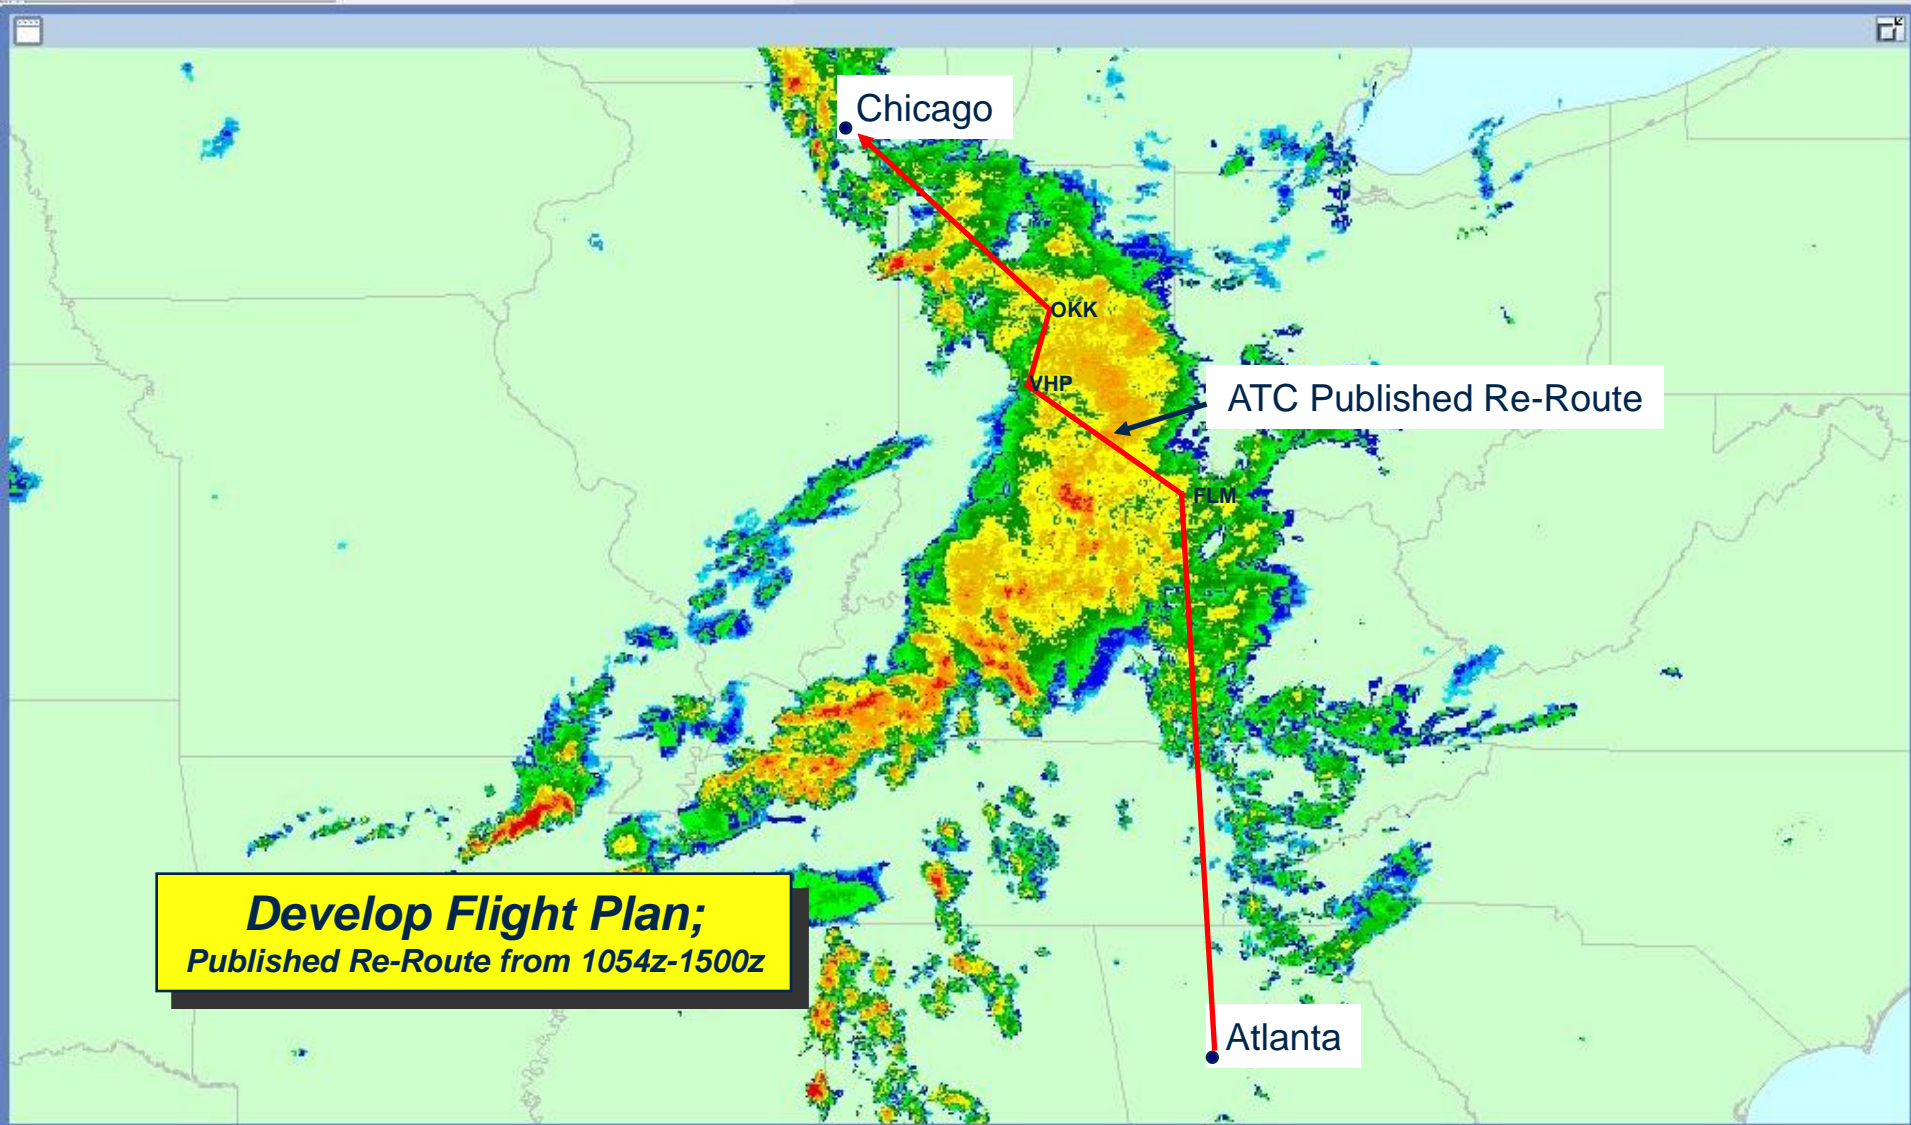 Chicago
OKK
VHP
ATC Published Re-Route
FLM
Develop Flight Plan;
Published Re-Route from 1054z-1500z
Atlanta